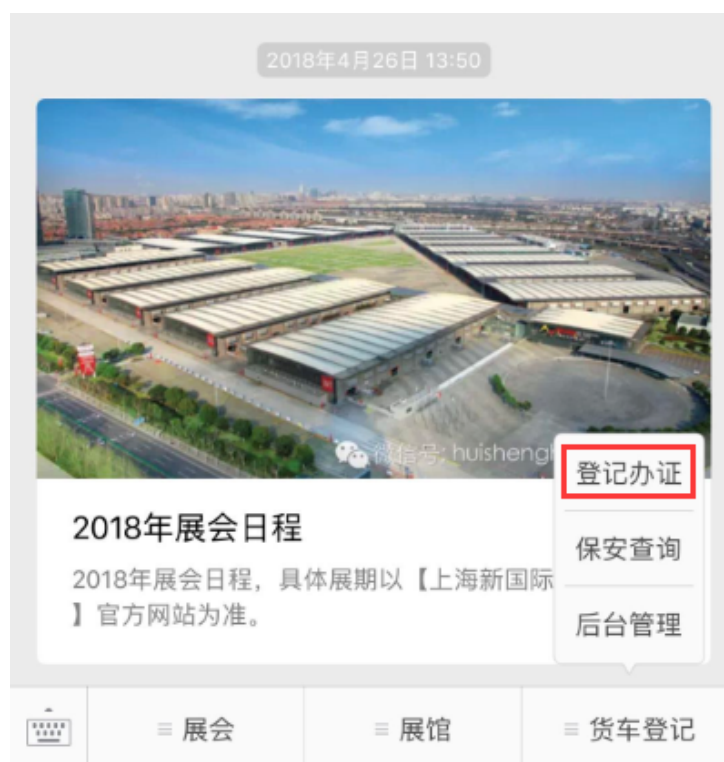 2018年4月26日 13:50
微信号: huisheng
登记办证
2018年展会日程
保安查询
2018年展会日程，具体展期以【上海新国际
】官方网站为准。
后台管理
展会
展馆
货车登记